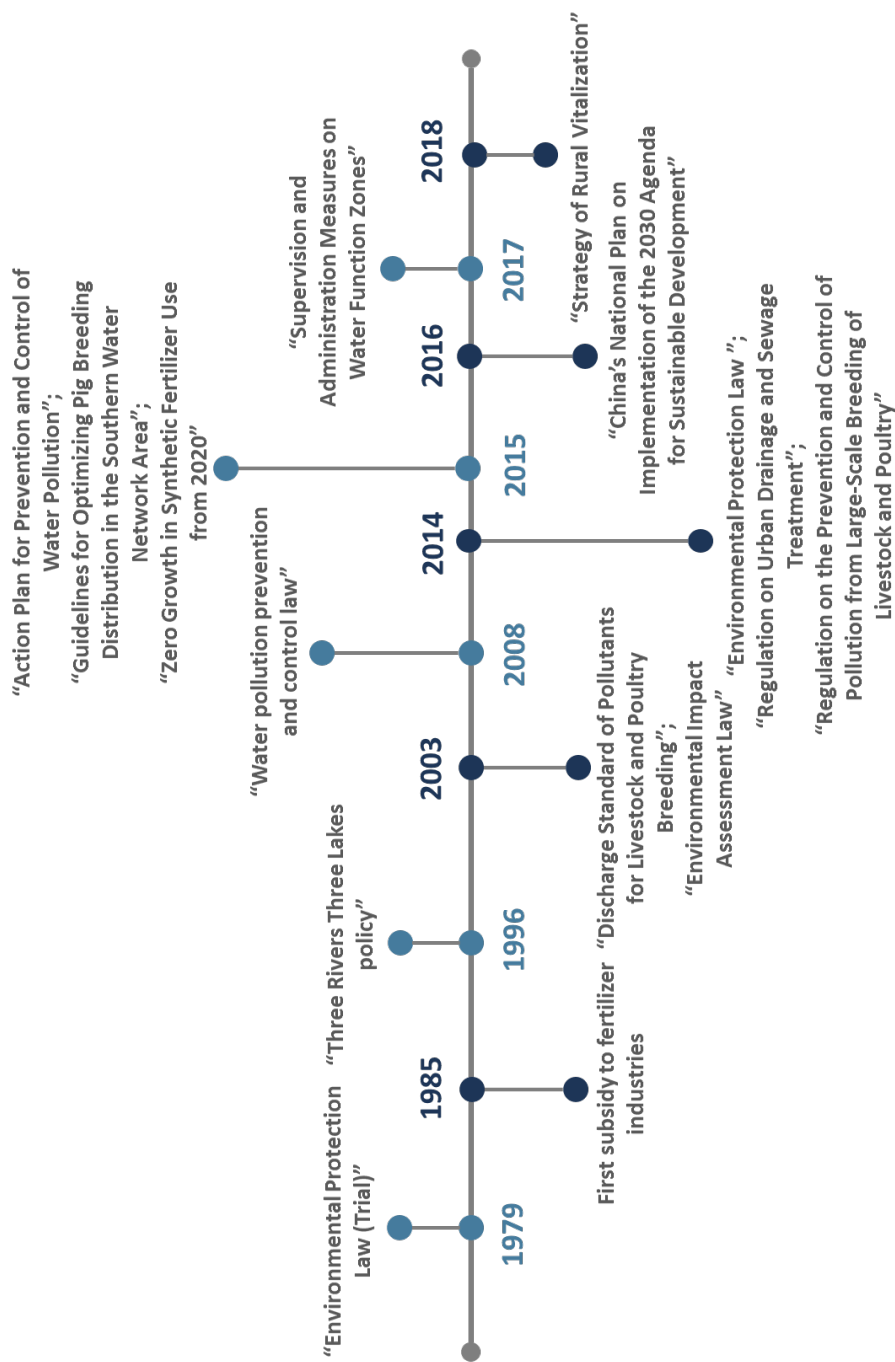 “Environmental Protection
Law (Trial)”
1979
1985
First subsidy to fertilizer
industries
“Three Rivers Three Lakes
policy”
1996
2003
“Discharge Standard of Pollutants
for Livestock and Poultry
Breeding”;
“Environmental Impact
Assessment Law”
“Water pollution prevention
and control law”
2008
2014
“Environmental Protection Law ”;
“Regulation on Urban Drainage and Sewage
Treatment”;
“Regulation on the Prevention and Control of
Pollution from Large-Scale Breeding of
Livestock and Poultry”
“Action Plan for Prevention and Control of
Water Pollution”;
“Guidelines for Optimizing Pig Breeding
Distribution in the Southern Water
Network Area”;
“Zero Growth in Synthetic Fertilizer Use
from 2020”
2015
2016
“China’s National Plan on
Implementation of the 2030 Agenda
for Sustainable Development”
“Supervision and
Administration Measures on
Water Function Zones”
2017
2018
“Strategy of Rural Vitalization”